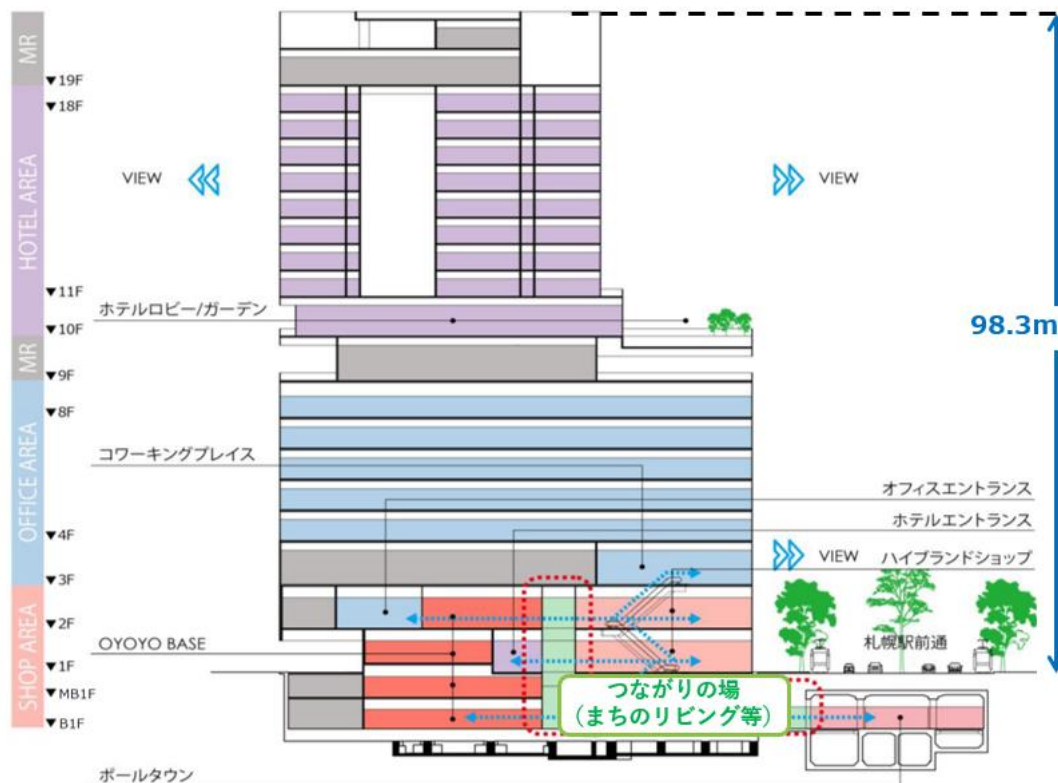 MR
▼19F
▼18F
HOTEL AREA
VIEW
VIEW
▼11F
ホテルロビー/ガーデン
▼10F
98.3m
MR
▼9F
▼8F
OFFICE AREA
コワーキングプレイス
オフィスエントランス
ホテルエントランス
▼4F
VIEW
ハイブランドショップ
▼3F
SHOP AREA
▼2F
OYOYO BASE
札幌駅前通
▼1F
▼MB1F
つながりの場
(まちのリビング等)
▼B1F
ポールタウン